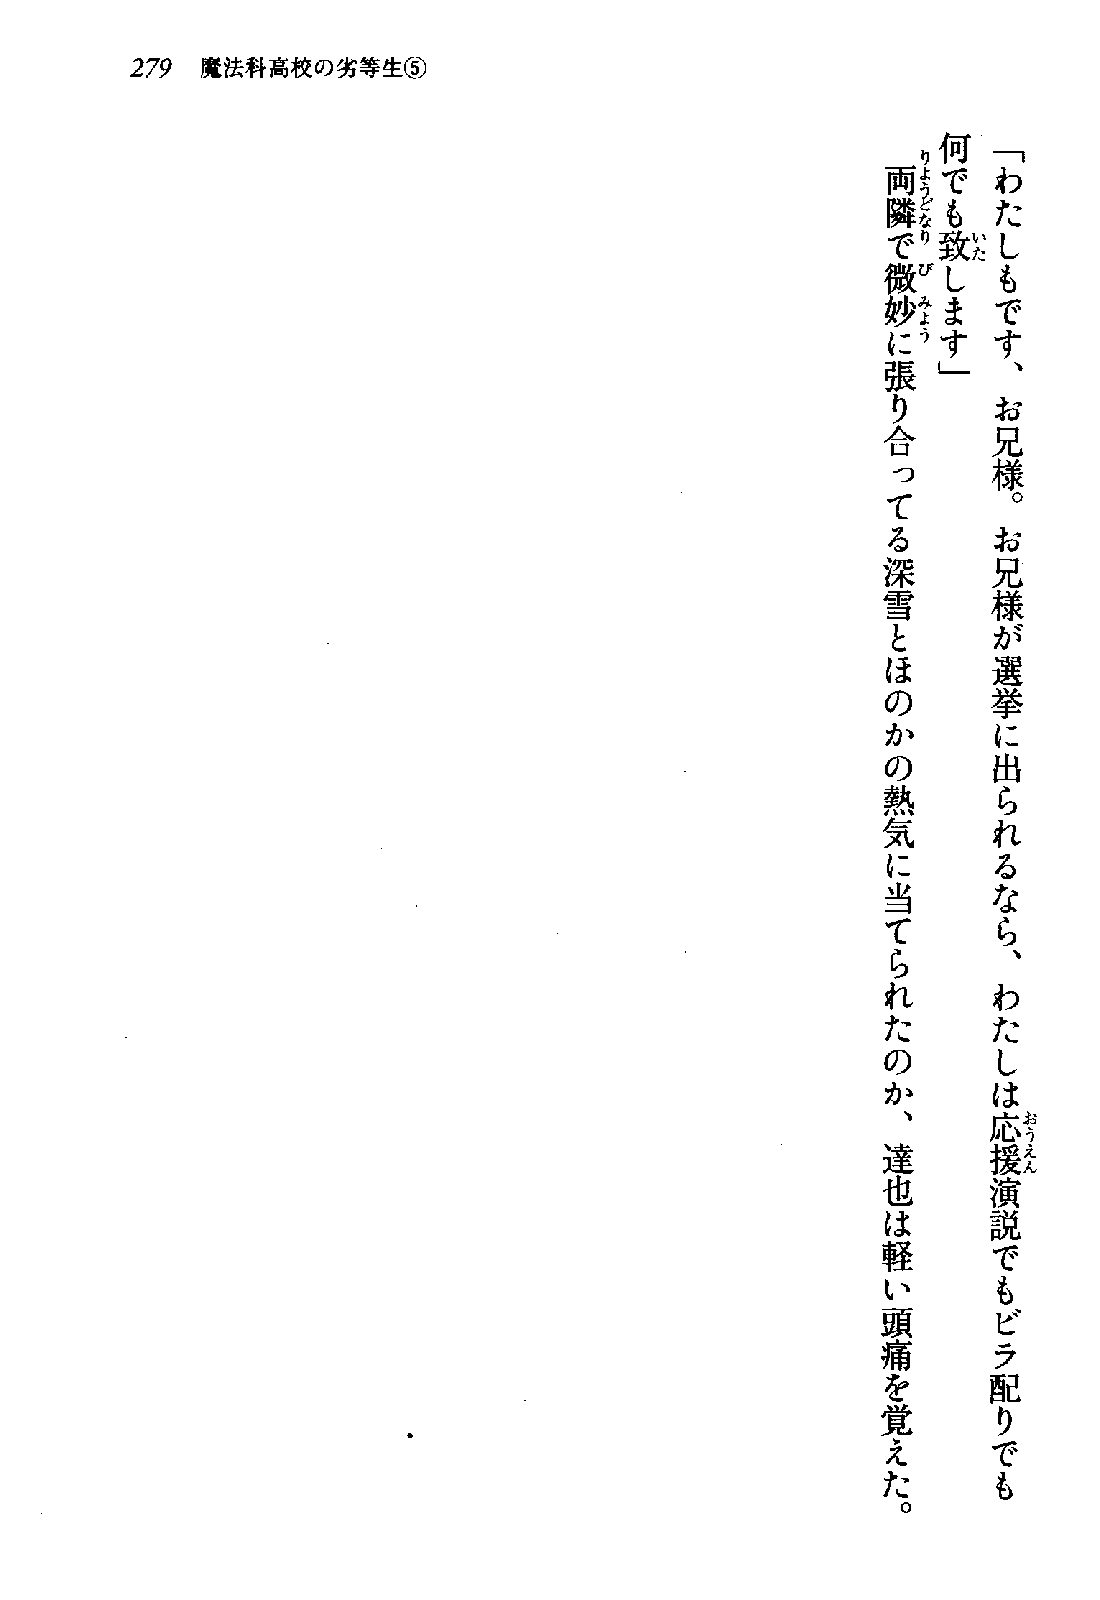 279 魔法科高校の劣等生⑤
「わたしもです、お兄様。お兄様が選挙に出られるなら、わたしは応援演説でもビラ配りでも
何でも致します」
両隣で微妙に張り合ってる深雪とほのかの熱気に当てられたのか、達也は軽い頭痛を覚えた。